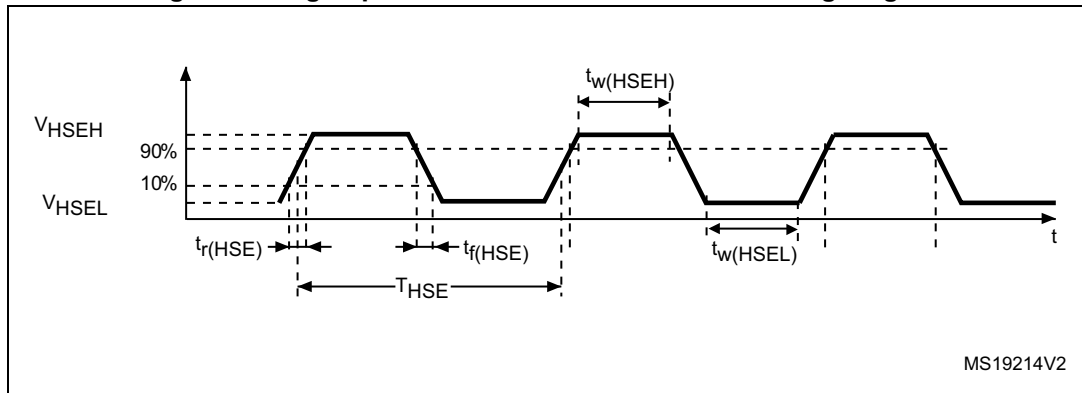 tw(HSEH)
VHSEH
90%
10%
VHSEL
t
tr(HSE)
tf(HSE)
tw(HSEL)
THSE
MS19214V2